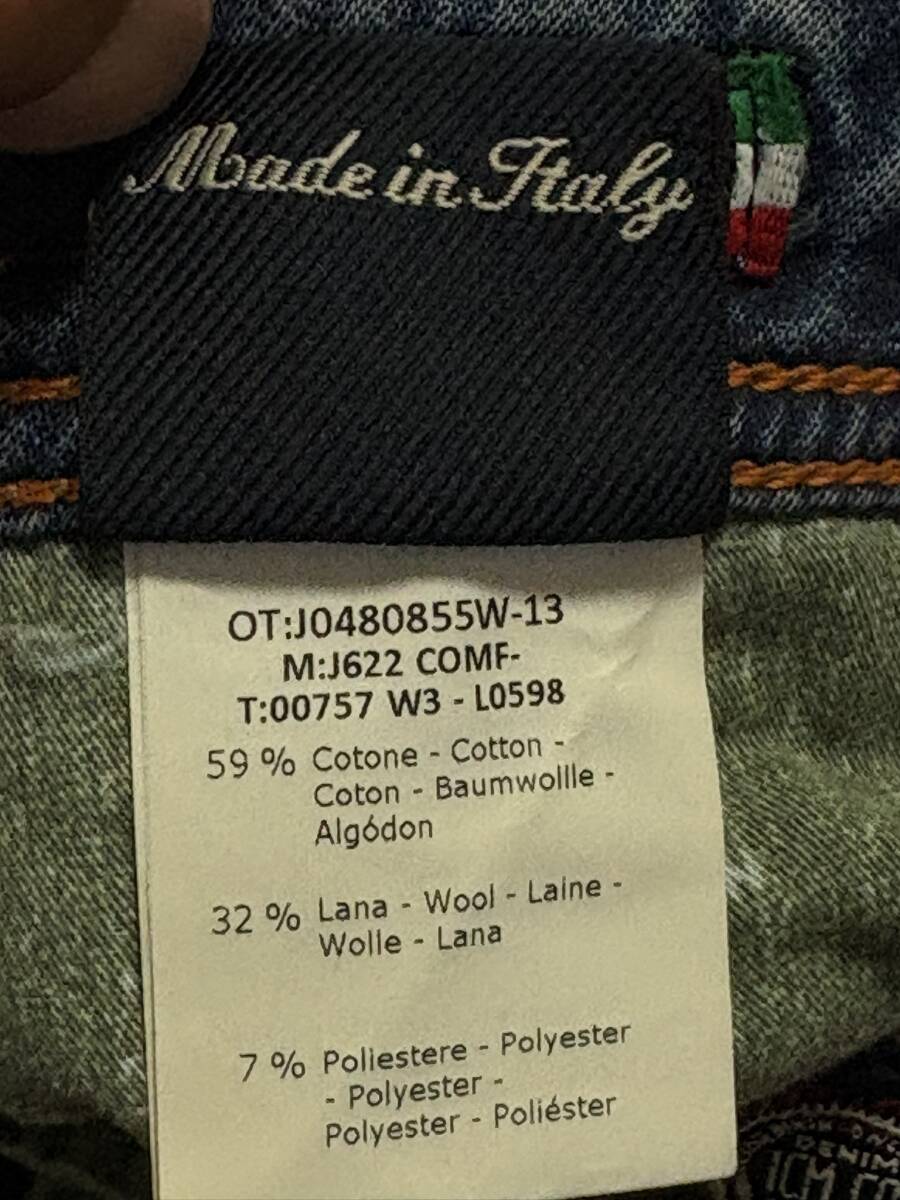 Made in Italy
OT:J0480855W-13
M:J622 COMF-
T:00757 W3 - L0598
59 % Cotone - Cotton -
Coton - Baumwollle -
Algódon
32 % Lana - Wool - Laine -
Wolle - Lana
7 % Poliestere - Polyester
- Polyester -
Polyester - Poliéster
DENIM